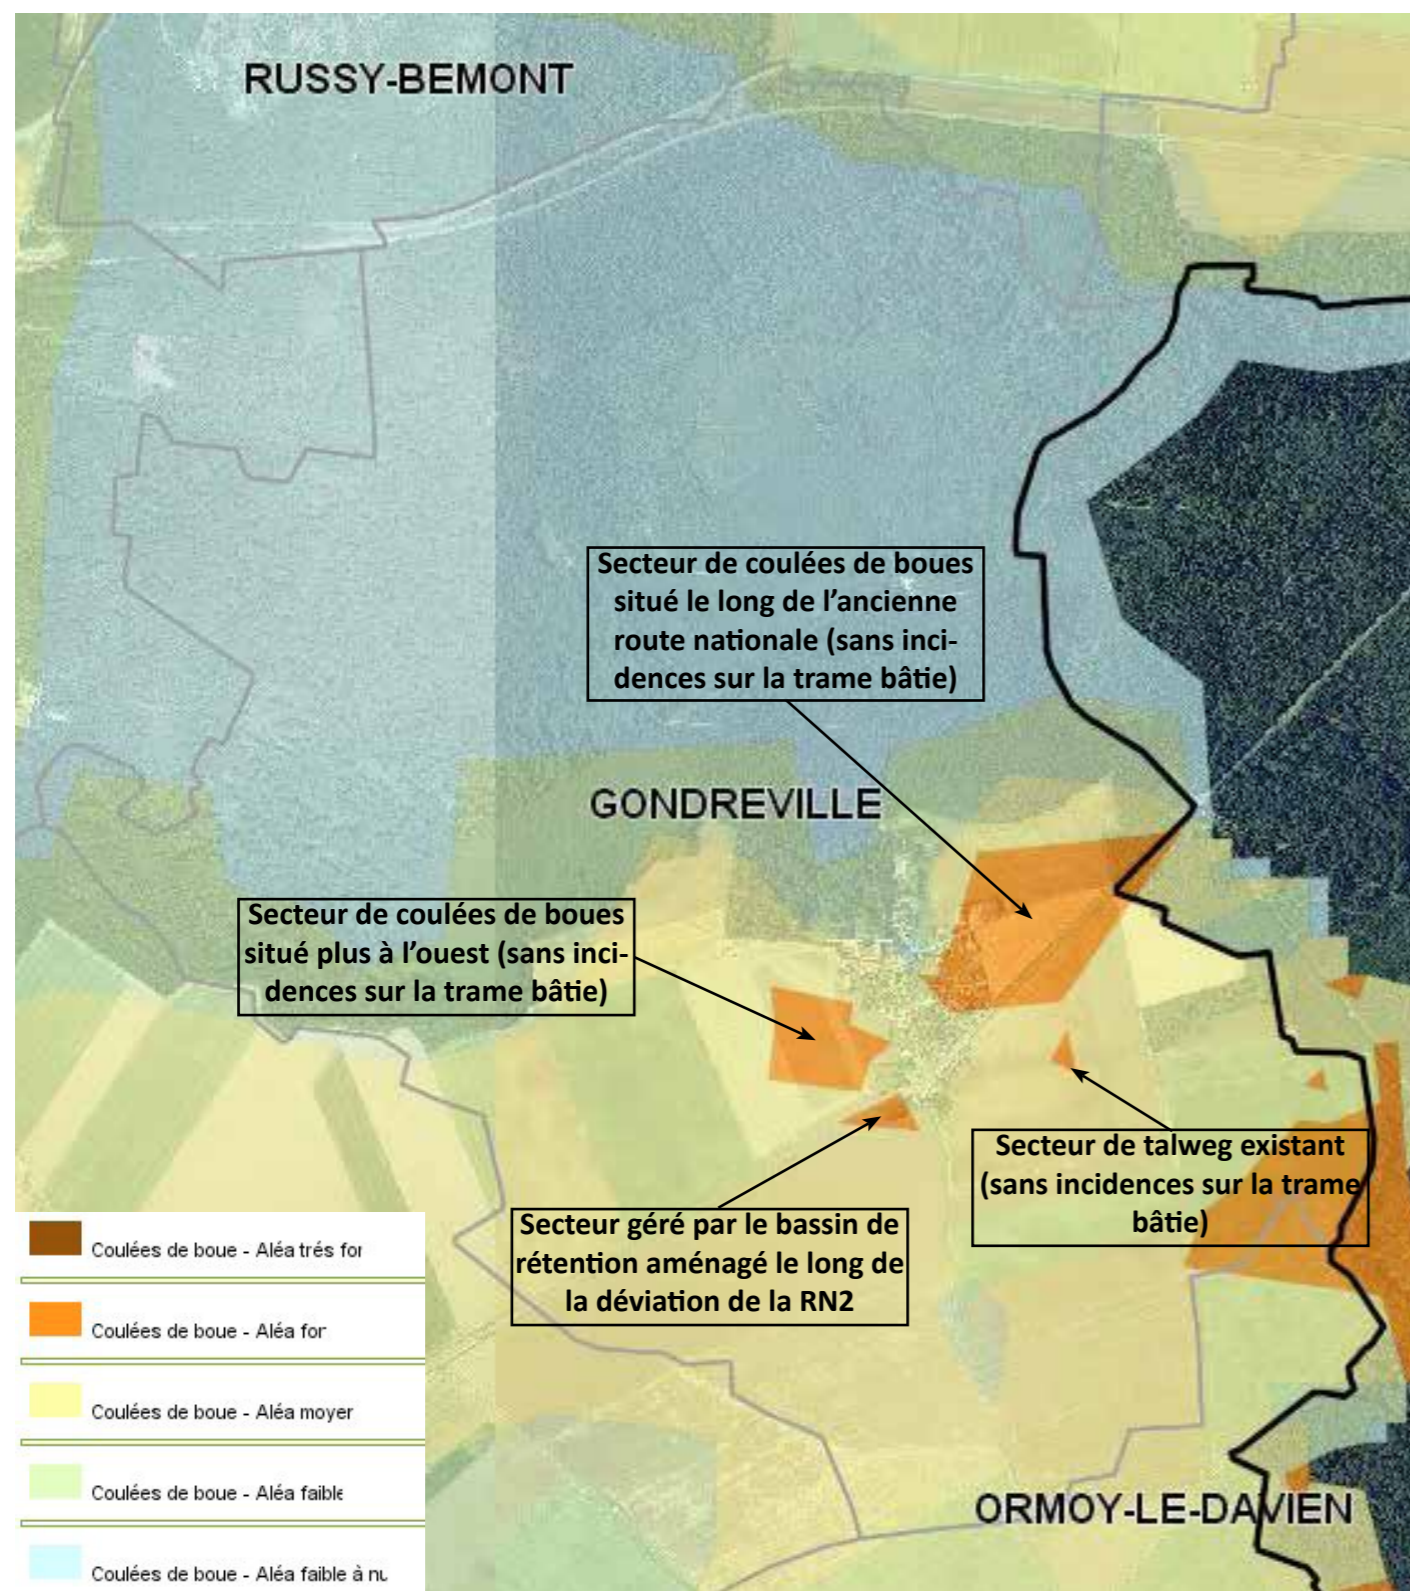 RUSSY-BEMONT
Secteur de coulées de boues
situé le long de l'ancienne
route nationale (sans inci-
dences sur la trame bâtie)
GONDREVILLE
Secteur de coulées de boues
situé plus à l'ouest (sans inci-
dences sur la trame bâtie)
Secteur de talweg existant
(sans incidences sur la trame
bâtie)
Secteur géré par le bassin de
rétention aménagé le long de
la déviation de la RN2
Coulées de boue - Aléa trés for
Coulées de boue - Aléa for
Coulées de boue - Aléa moyer
Coulées de boue - Aléa faible
Coulées de boue - Aléa faible à nu
ORMOY-LE-DAVIEN